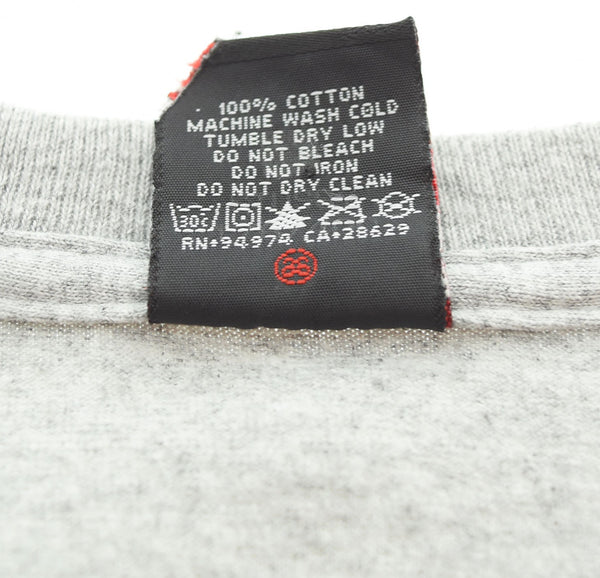 100% COTTON
MACHINE WASH COLD
TUMBLE DRY LOW
DO NOT BLEACH
DO NOT IRON
DO NOT DRY CLEAN
30C
RN•94974 CA•28629